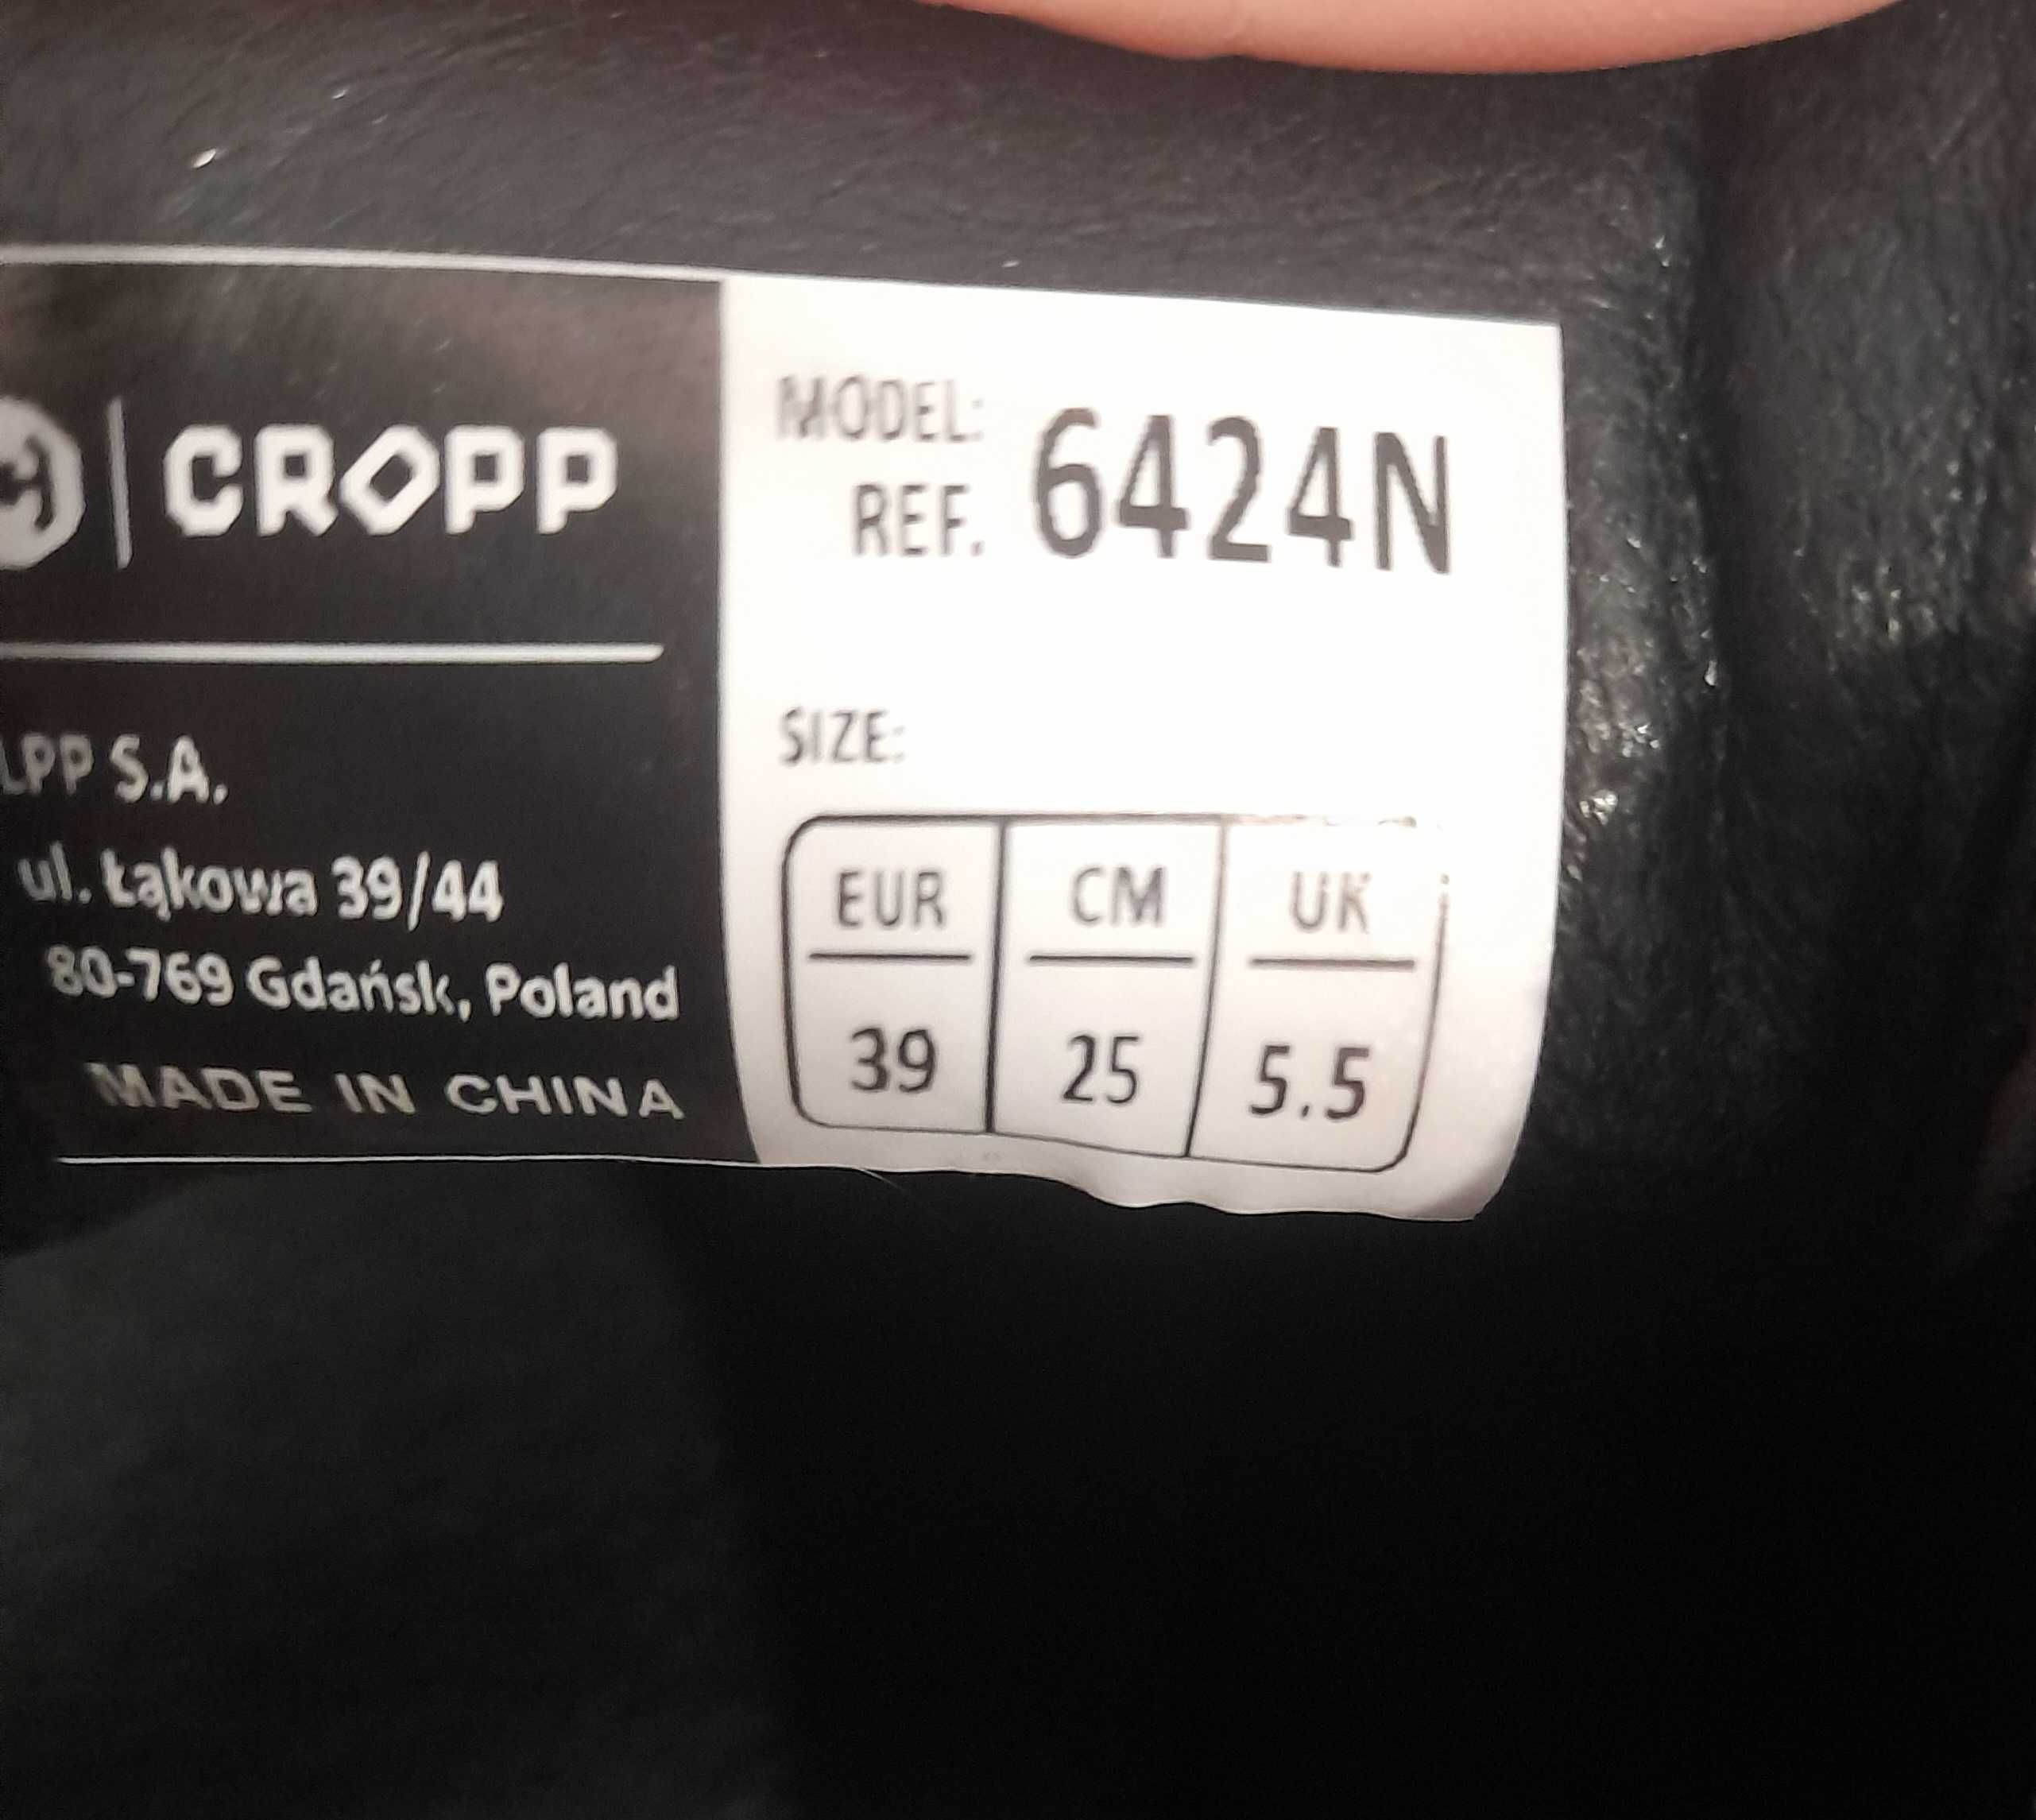 CROPP
LPP S.A.
ul. Łąkowa 39/44
80-769 Gdańsk, Poland
MADE IN CHINA
MODEL:
REF. 6424N
SIZE:
EUR CM UK
39 25 5.5